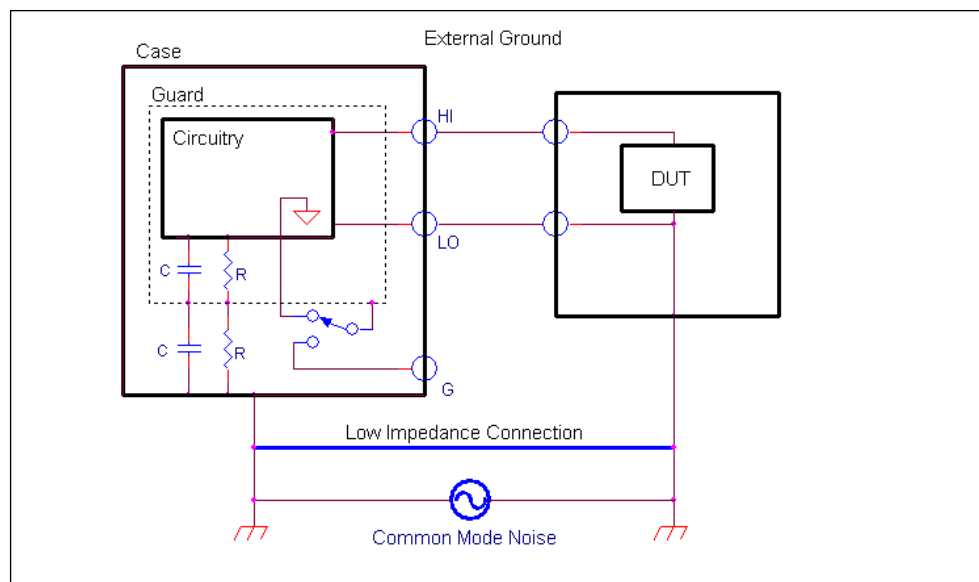 External Ground
Case
Guard
Circuitry
HI
DUT
LO
C
R
C
R
G
Low Impedance Connection
Common Mode Noise